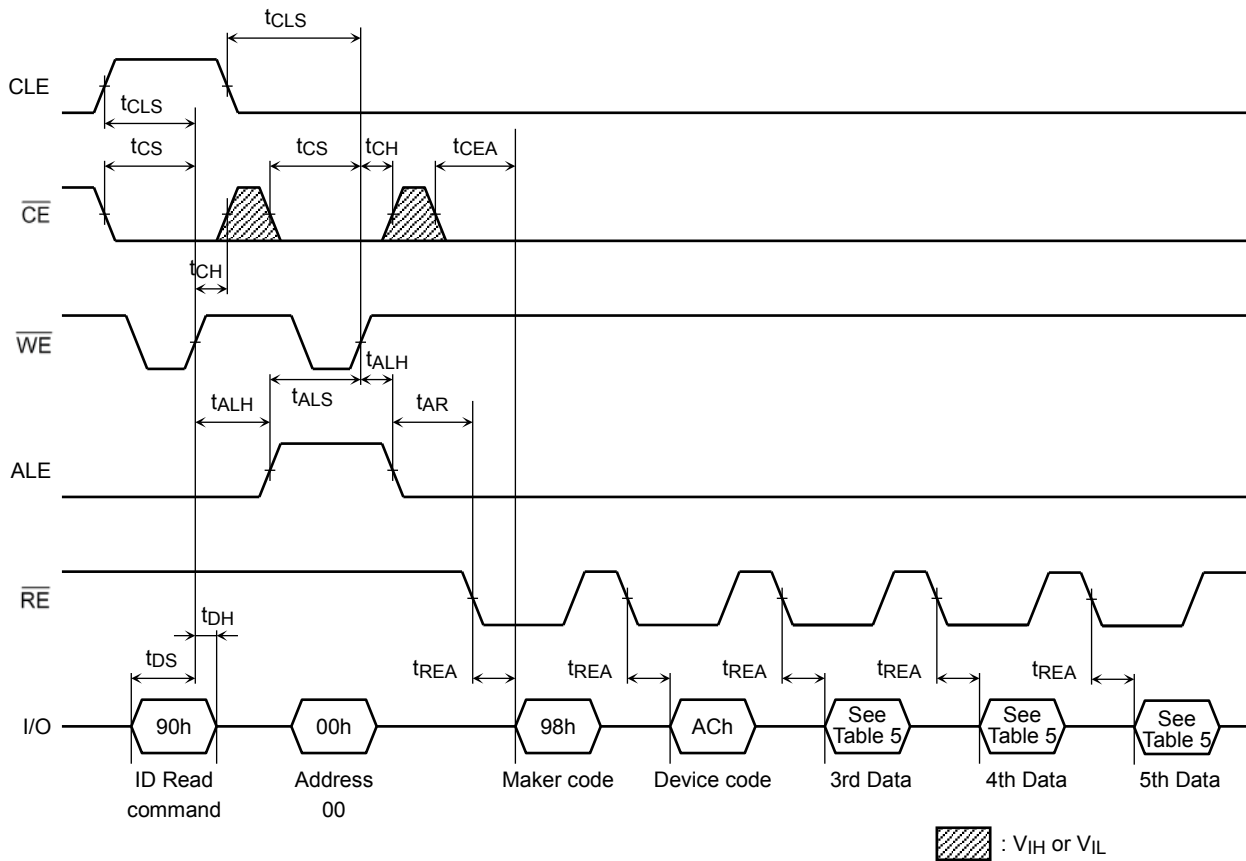 tCLS
CLE
tCLS
tCS
tCS
tCH
tCEA
CE
tCH
WE
tALH
tALH
tALS
tAR
ALE
RE
tDH
tDS
tREA
tREA
tREA
tREA
tREA
I/O
90h
00h
98h
ACh
See
Table 5
See
Table 5
See
Table 5
ID Read
command
Address
00
Maker code
Device code
3rd Data
4th Data
5th Data
: VIH or VIL